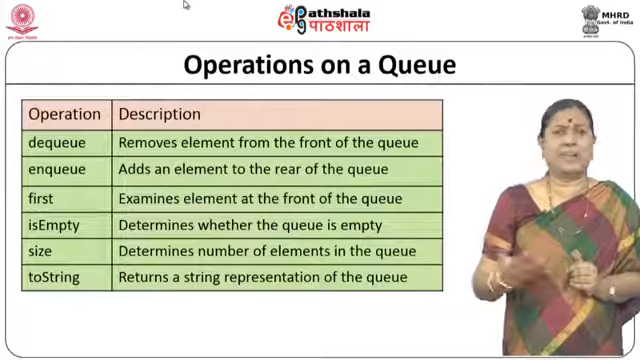 Pathshala
पाठशाला
MHRD
Govt. of India
Operations on a Queue
Operation Description
dequeue Removes element from the front of the queue
enqueue Adds an element to the rear of the queue
first Examines element at the front of the queue
isEmpty Determines whether the queue is empty
size Determines number of elements in the queue
toString Returns a string representation of the queue